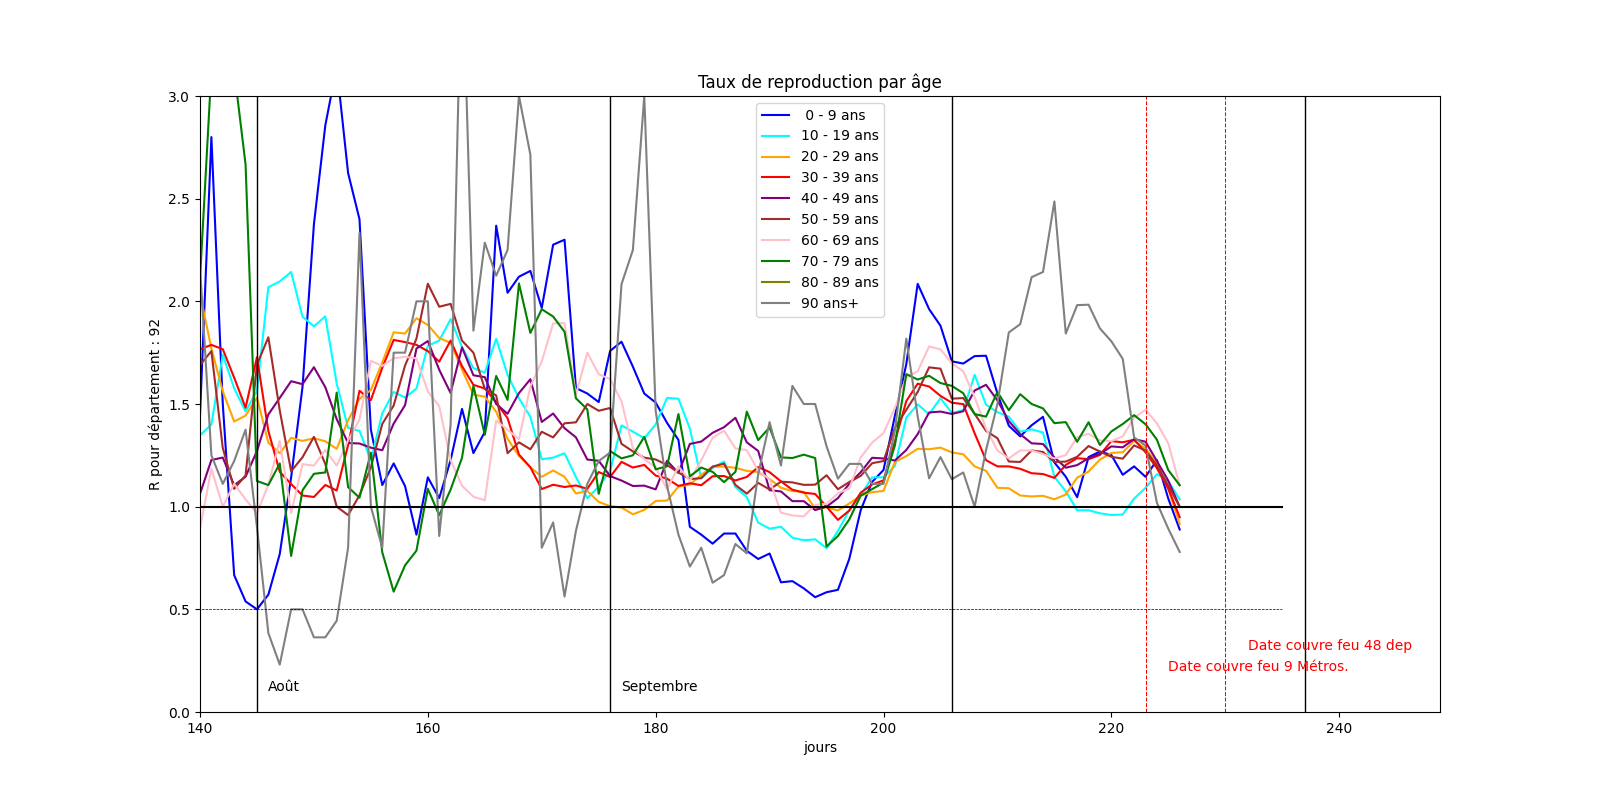 Taux de reproduction par âge
R pour département : 92
3.0
2.5
2.0
1.5
1.0
0.5
0.0
0 - 9 ans
10 - 19 ans
20 - 29 ans
30 - 39 ans
40 - 49 ans
50 - 59 ans
60 - 69 ans
70 - 79 ans
80 - 89 ans
90 ans+
Date couvre feu 48 dep
Date couvre feu 9 Métros.
Août
Septembre
140
160
180
200
220
240
jours